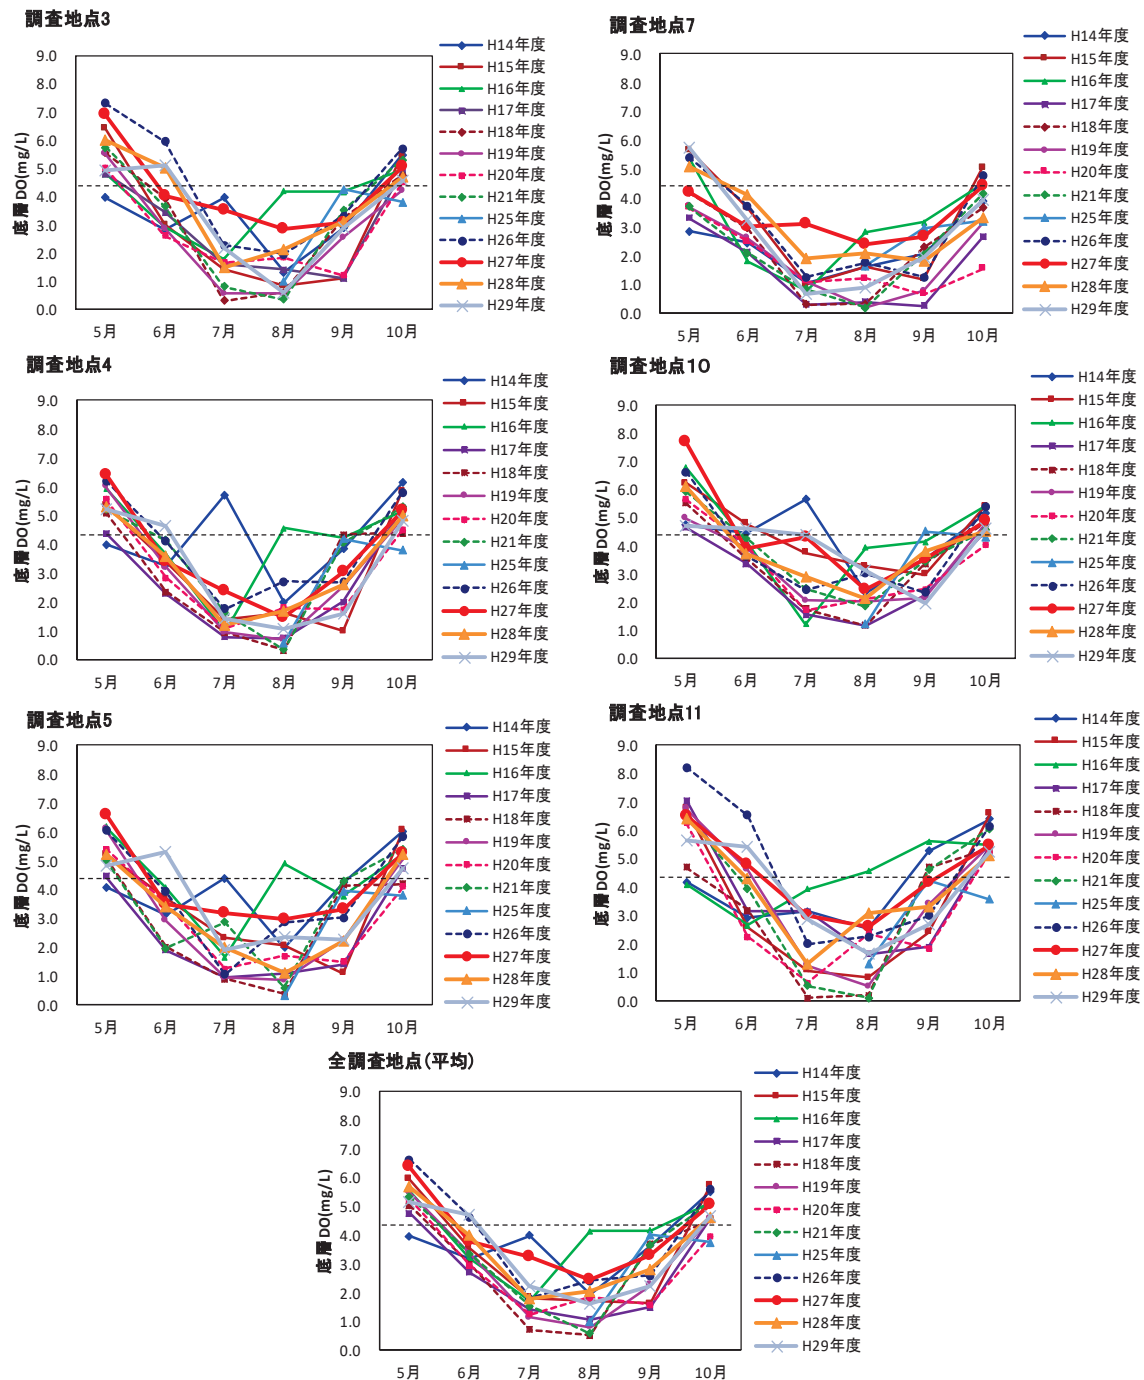 調査地点3
底層DO(mg/L)
9.0
8.0
7.0
6.0
5.0
4.0
3.0
2.0
1.0
0.0
5月 6月 7月 8月 9月 10月
H14年度
H15年度
H16年度
H17年度
H18年度
H19年度
H20年度
H21年度
H25年度
H26年度
H27年度
H28年度
H29年度
調査地点7
底層DO(mg/L)
9.0
8.0
7.0
6.0
5.0
4.0
3.0
2.0
1.0
0.0
5月 6月 7月 8月 9月 10月
H14年度
H15年度
H16年度
H17年度
H18年度
H19年度
H20年度
H21年度
H25年度
H26年度
H27年度
H28年度
H29年度
調査地点4
底層DO(mg/L)
9.0
8.0
7.0
6.0
5.0
4.0
3.0
2.0
1.0
0.0
5月 6月 7月 8月 9月 10月
H14年度
H15年度
H16年度
H17年度
H18年度
H19年度
H20年度
H21年度
H25年度
H26年度
H27年度
H28年度
H29年度
調査地点10
底層DO(mg/L)
9.0
8.0
7.0
6.0
5.0
4.0
3.0
2.0
1.0
0.0
5月 6月 7月 8月 9月 10月
H14年度
H15年度
H16年度
H17年度
H18年度
H19年度
H20年度
H21年度
H25年度
H26年度
H27年度
H28年度
H29年度
調査地点5
底層DO(mg/L)
9.0
8.0
7.0
6.0
5.0
4.0
3.0
2.0
1.0
0.0
5月 6月 7月 8月 9月 10月
H14年度
H15年度
H16年度
H17年度
H18年度
H19年度
H20年度
H21年度
H25年度
H26年度
H27年度
H28年度
H29年度
調査地点11
底層DO(mg/L)
9.0
8.0
7.0
6.0
5.0
4.0
3.0
2.0
1.0
0.0
5月 6月 7月 8月 9月 10月
H14年度
H15年度
H16年度
H17年度
H18年度
H19年度
H20年度
H21年度
H25年度
H26年度
H27年度
H28年度
H29年度
全調査地点(平均)
底層DO(mg/L)
9.0
8.0
7.0
6.0
5.0
4.0
3.0
2.0
1.0
0.0
5月 6月 7月 8月 9月 10月
H14年度
H15年度
H16年度
H17年度
H18年度
H19年度
H20年度
H21年度
H25年度
H26年度
H27年度
H28年度
H29年度